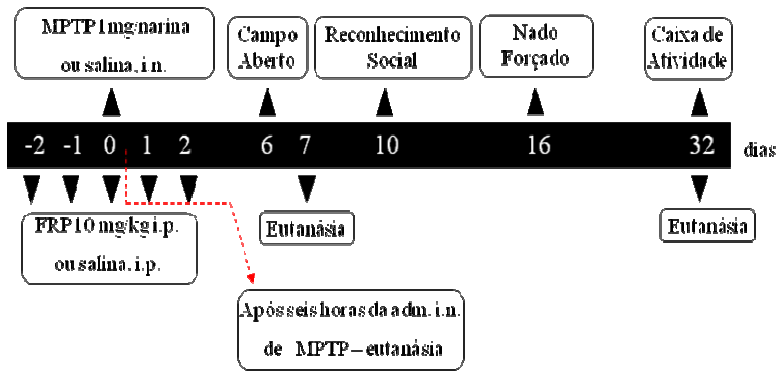 MPTP 1mg/narina
ou salina, i.n.
Campo
Aberto
Reconhecimento
Social
Nado
Forçado
Caixa de
Atividade
-2 -1 0 1 2 6 7 10 16 32 dias
FRP 10 mg/kg i.p.
ou salina, i.p.
Eutanásia
Eutanásia
Após seis horas da adm. i.n.
de MPTP – eutanásia